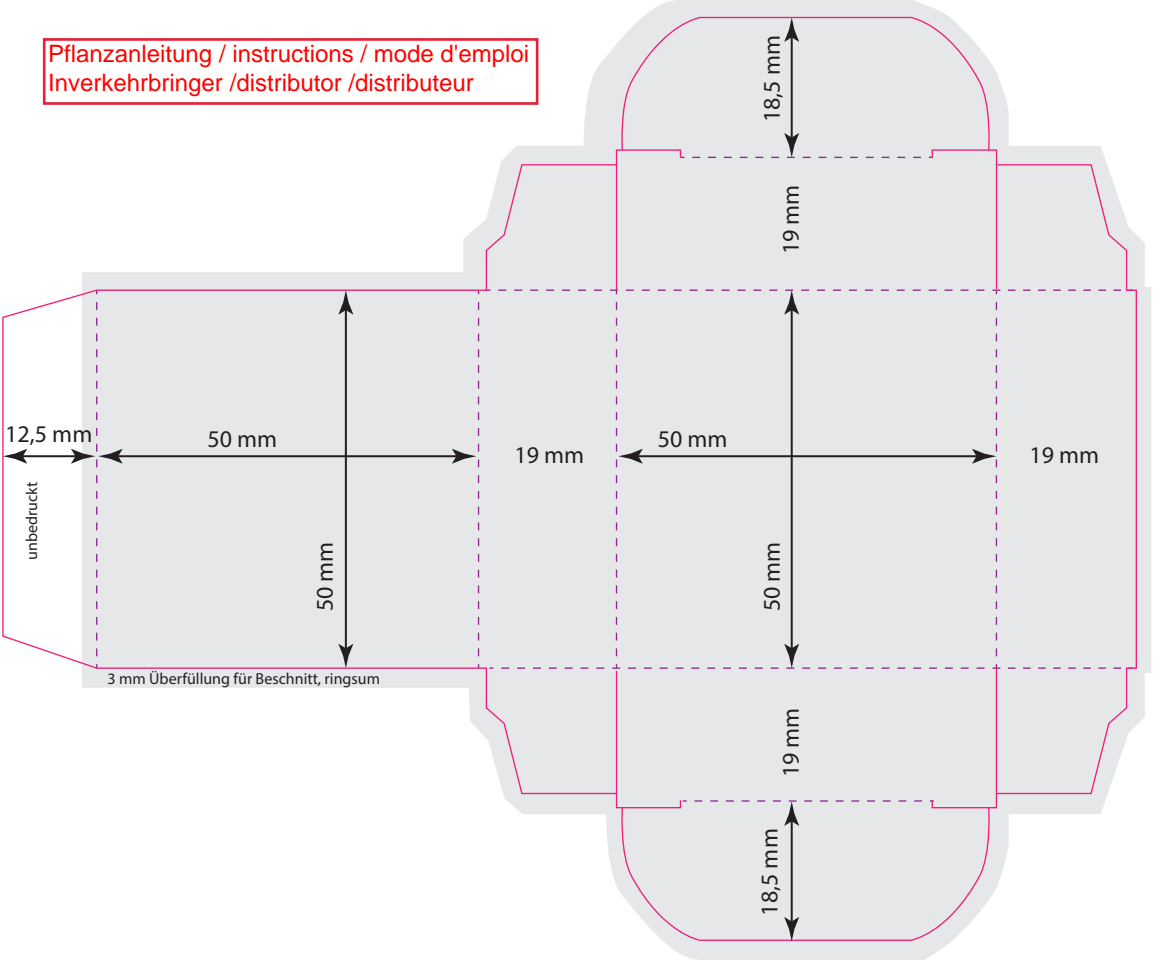 Pflanzanleitung / instructions / mode d'emploi
Inverkehrbringer /distributor /distributeur
18,5 mm
19 mm
12,5 mm
50 mm
19 mm
50 mm
19 mm
unbedruckt
50 mm
50 mm
3 mm Überfüllung für Beschnitt, ringsum
19 mm
18,5 mm